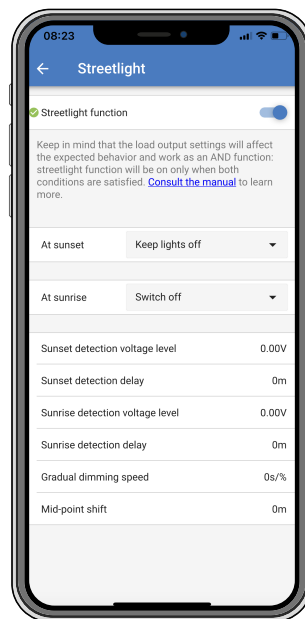 08:23
Streetlight
Streetlight function
Keep in mind that the load output settings will affect
the expected behavior and work as an AND function:
streetlight function will be on only when both
conditions are satisfied. Consult the manual to learn
more.
At sunset Keep lights off
At sunrise Switch off
Sunset detection voltage level 0.00V
Sunset detection delay 0m
Sunrise detection voltage level 0.00V
Sunrise detection delay 0m
Gradual dimming speed 0s/%
Mid-point shift 0m